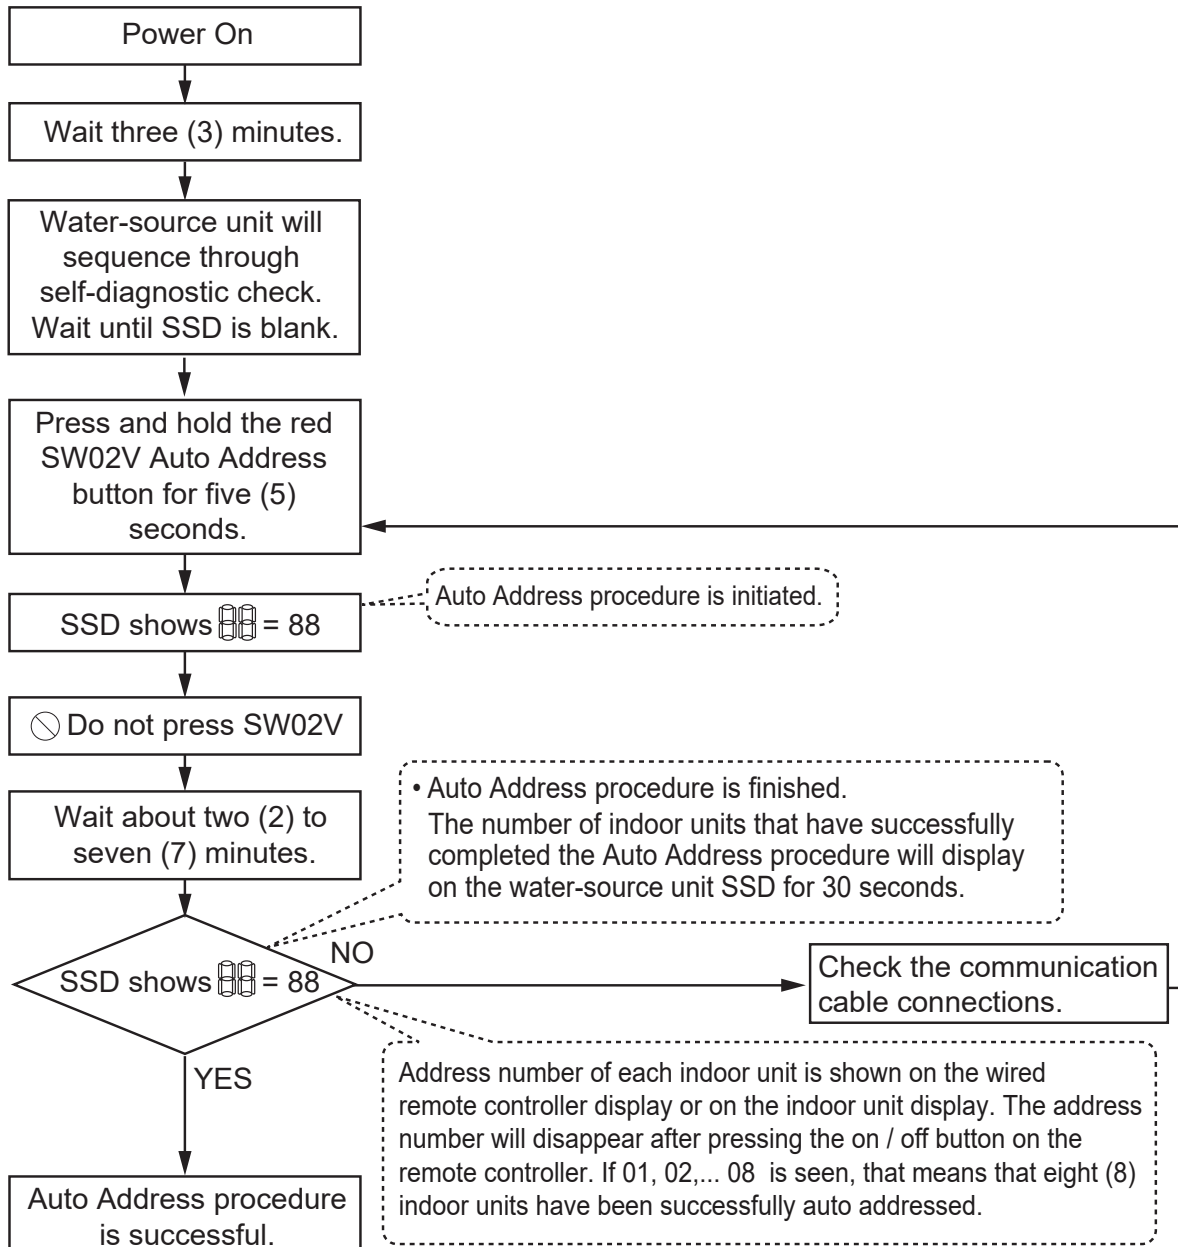 Power On
Wait three (3) minutes.
Water-source unit will
sequence through
self-diagnostic check.
Wait until SSD is blank.
Press and hold the red
SW02V Auto Address
button for five (5)
seconds.
SSD shows 88 = 88
Auto Address procedure is initiated.
Do not press SW02V
Wait about two (2) to
seven (7) minutes.
• Auto Address procedure is finished.
The number of indoor units that have successfully
completed the Auto Address procedure will display
on the water-source unit SSD for 30 seconds.
SSD shows 88 = 88
NO
Check the communication
cable connections.
YES
Address number of each indoor unit is shown on the wired
remote controller display or on the indoor unit display. The address
number will disappear after pressing the on / off button on the
remote controller. If 01, 02,... 08 is seen, that means that eight (8)
indoor units have been successfully auto addressed.
Auto Address procedure
is successful.